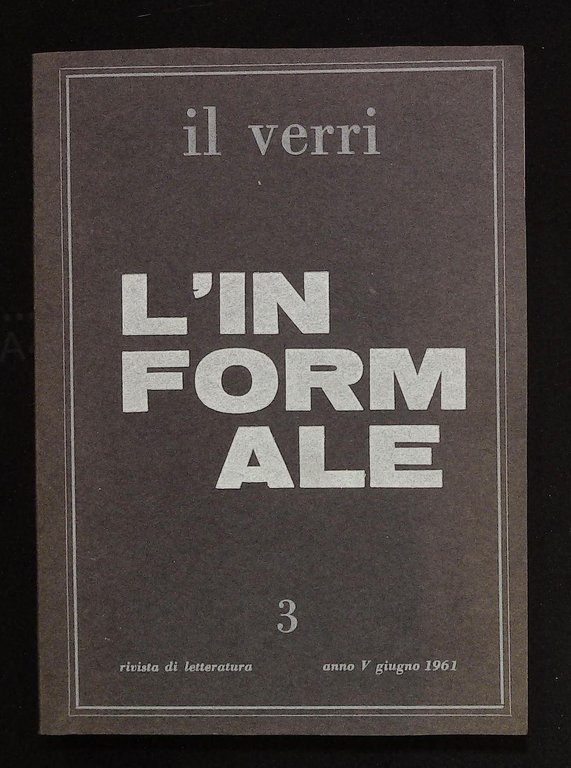 il verri
L'IN
FORM
ALE
3
rivista di letteratura anno V giugno 1961